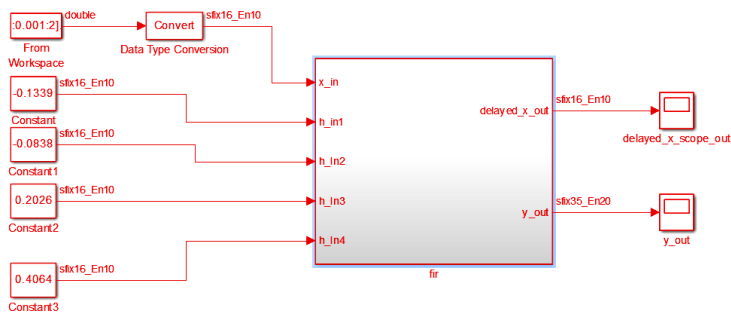 :0.001:2]
double
Convert
sfix16_En10
From
Workspace
Data Type Conversion
sfix16_En10
-0.1339
Constant
sfix16_En10
-0.0838
Constant1
sfix16_En10
0.2026
Constant2
sfix16_En10
0.4064
Constant3
x_in
h_in1
h_In2
h_In3
h_In4
delayed_x_out
y_out
fir
sfix16_En10
delayed_x_scope_out
sfix35_En20
y_out